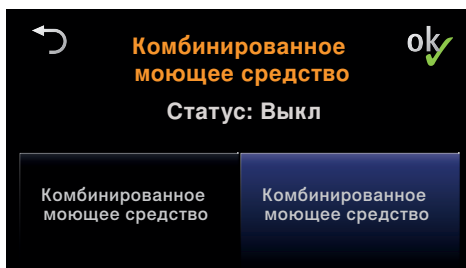 ok
Комбинированное
моющее средство
Статус: Выкл
Комбинированное
моющее средство
Комбинированное
моющее средство